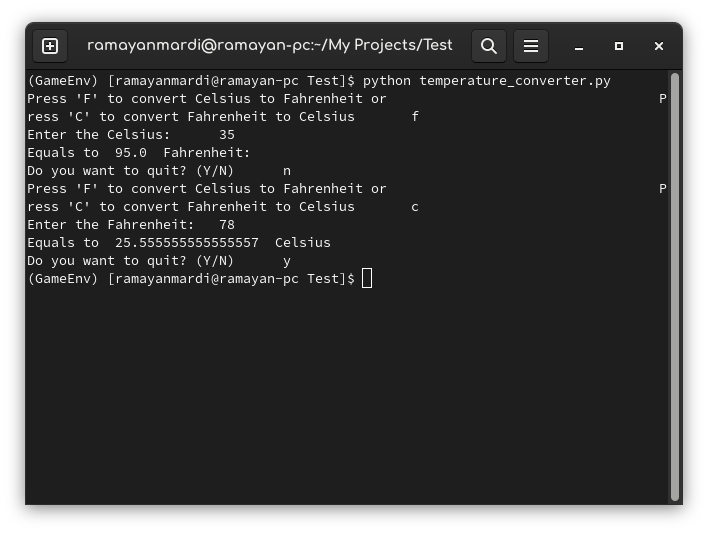 ramayanmardi@ramayan-pc:~/My Projects/Test
(GameEnv) [ramayanmardi@ramayan-pc Test]$ python temperature_converter.py
Press 'F' to convert Celsius to Fahrenheit or                                  P
ress 'C' to convert Fahrenheit to Celsius       f
Enter the Celsius:      35
Equals to  95.0  Fahrenheit:
Do you want to quit? (Y/N)      n
Press 'F' to convert Celsius to Fahrenheit or                                  P
ress 'C' to convert Fahrenheit to Celsius       c
Enter the Fahrenheit:   78
Equals to  25.555555555555557  Celsius
Do you want to quit? (Y/N)      y
(GameEnv) [ramayanmardi@ramayan-pc Test]$